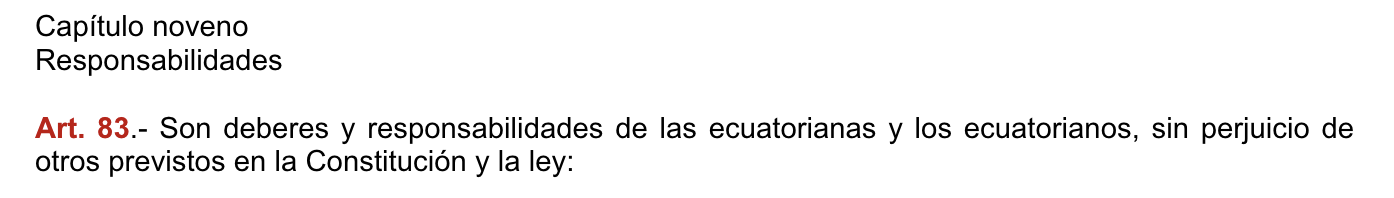 Capítulo noveno
Responsabilidades
Art. 83.- Son deberes y responsabilidades de las ecuatorianas y los ecuatorianos, sin perjuicio de
otros previstos en la Constitución y la ley: